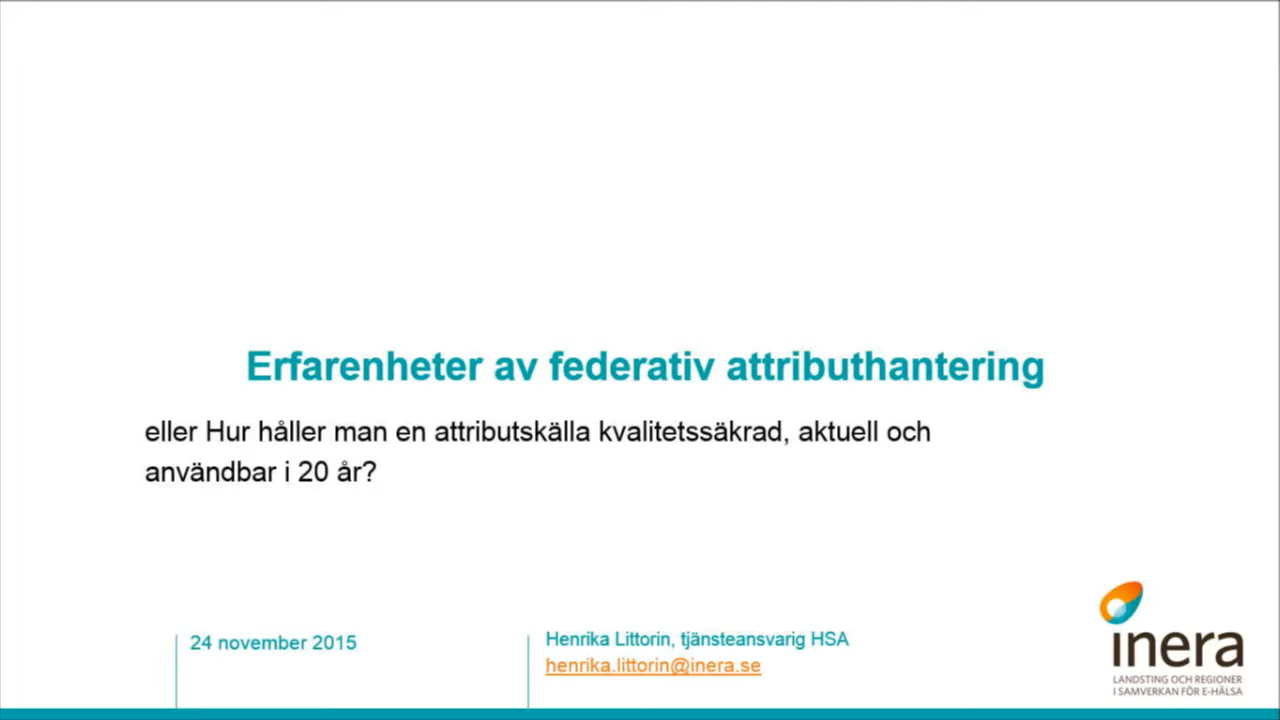 Erfarenheter av federativ attributhantering
eller Hur håller man en attributskälla kvalitetssäkrad, aktuell och
användbar i 20 år?
24 november 2015
Henrika Littorin, tjänsteansvarig HSA
henrika.littorin@inera.se
inera
LANDSTING OCH REGIONER
I SAMVERKAN FÖR E-HÄLSA